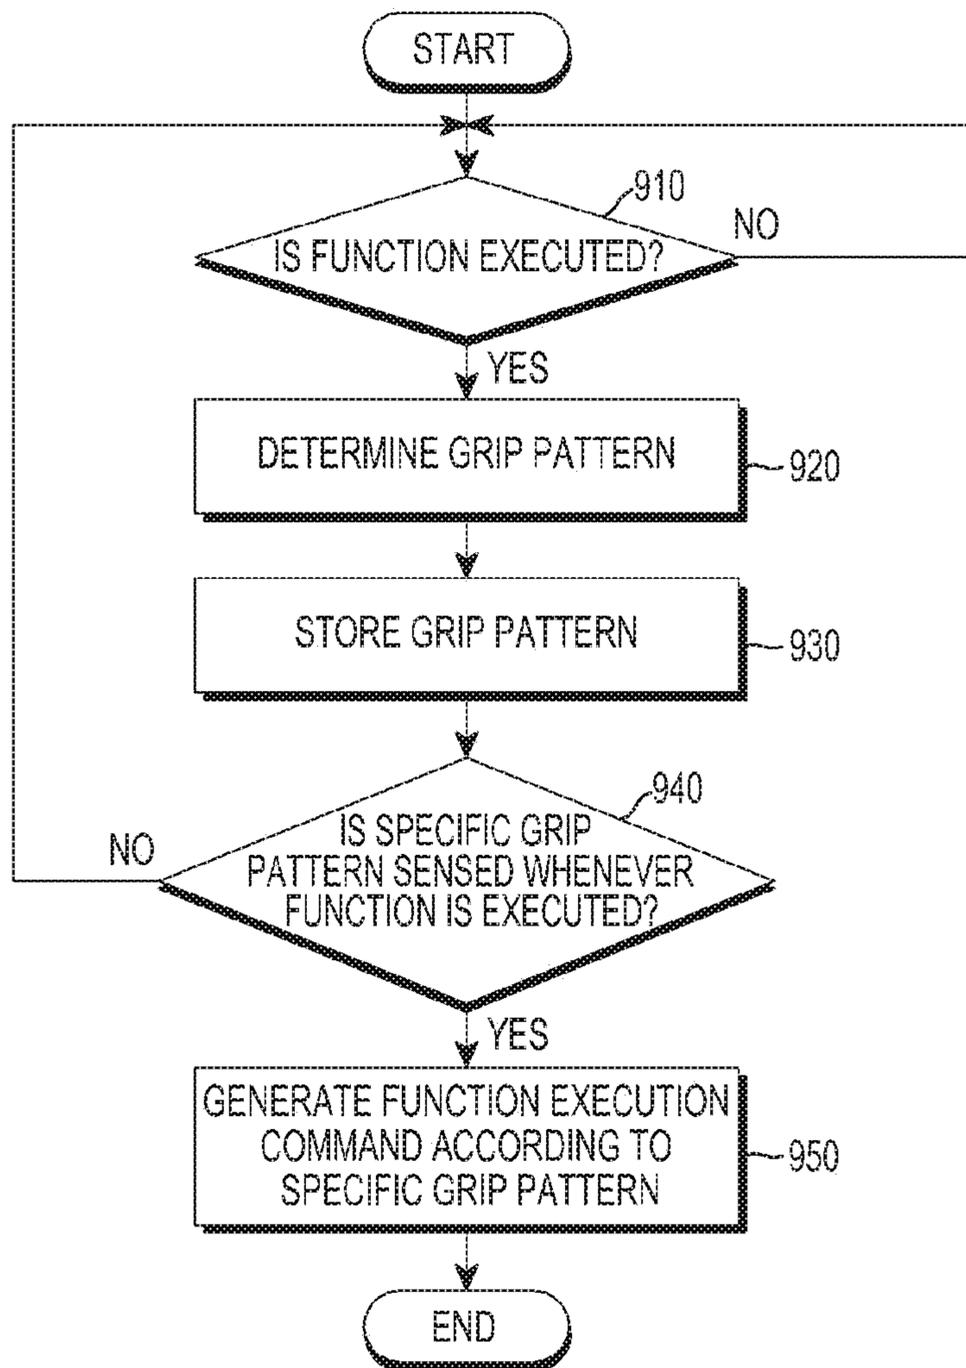 START
910
NO
IS FUNCTION EXECUTED?
YES
DETERMINE GRIP PATTERN
920
STORE GRIP PATTERN
930
940
NO
IS SPECIFIC GRIP
PATTERN SENSED WHENEVER
FUNCTION IS EXECUTED?
YES
GENERATE FUNCTION EXECUTION
COMMAND ACCORDING TO
SPECIFIC GRIP PATTERN
950
END